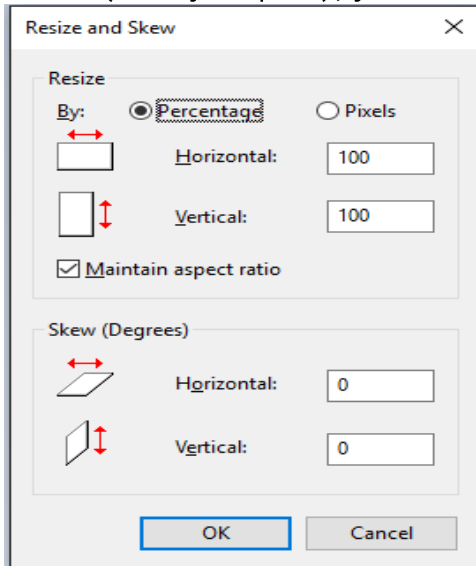 Resize and Skew
Resize
By: Percentage Pixels
Horizontal: 100
Vertical: 100
Maintain aspect ratio
Skew (Degrees)
Horizontal: 0
Vertical: 0
OK Cancel